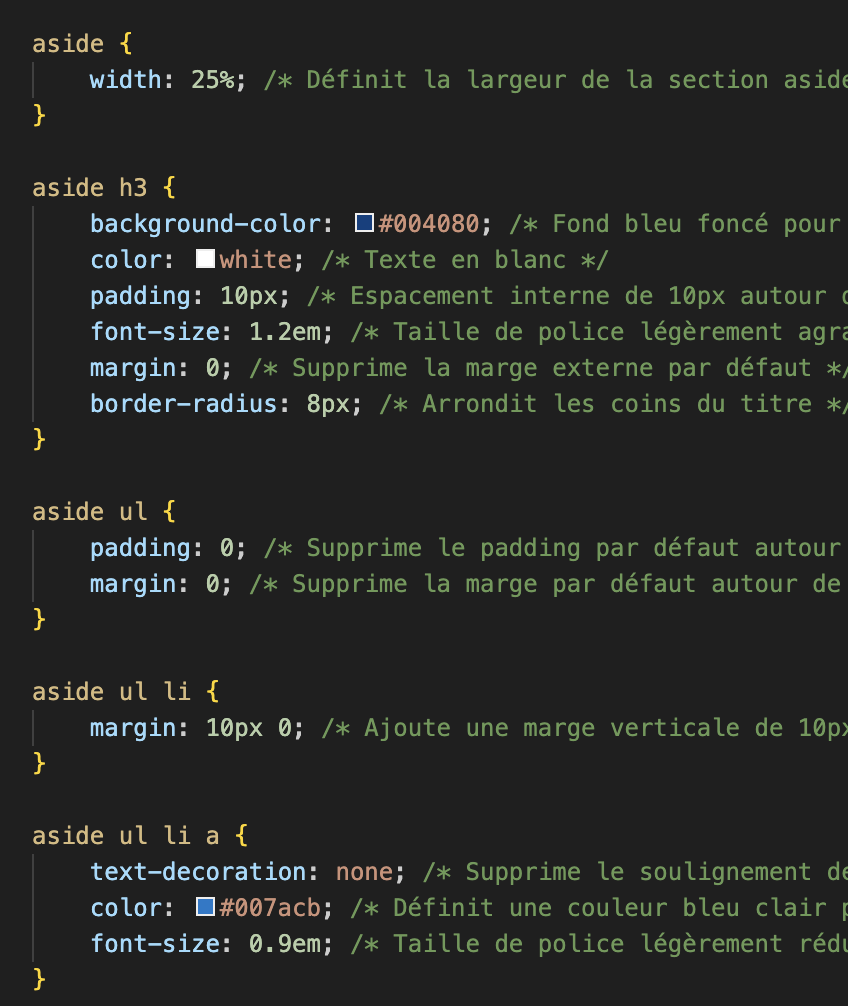 aside {
width: 25%; /* Définit la largeur de la section aside
}
aside h3 {
background-color: #004080; /* Fond bleu foncé pour
color: white; /* Texte en blanc */
padding: 10px; /* Espacement interne de 10px autour
font-size: 1.2em; /* Taille de police légèrement agra
margin: 0; /* Supprime la marge externe par défaut */
border-radius: 8px; /* Arrondit les coins du titre */
}
aside ul {
padding: 0; /* Supprime le padding par défaut autour
margin: 0; /* Supprime la marge par défaut autour de
}
aside ul li {
margin: 10px 0; /* Ajoute une marge verticale de 10px
}
aside ul li a {
text-decoration: none; /* Supprime le soulignement de
color: #007acb; /* Définit une couleur bleu clair
font-size: 0.9em; /* Taille de police légèrement rédu
}